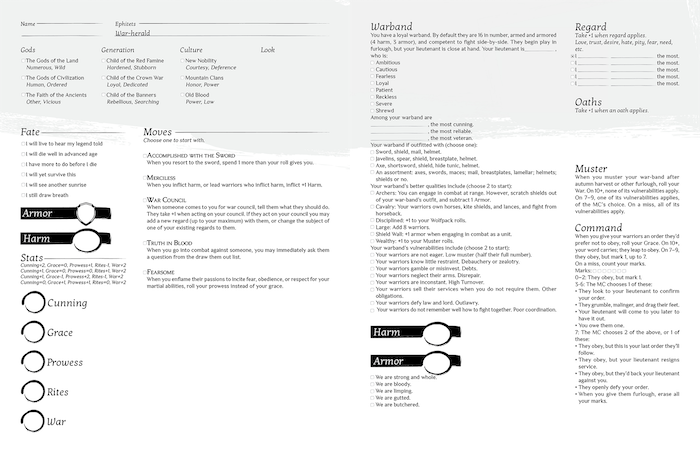 Name
Epithets
War-herald
Gods
The Gods of the Land
Numerous, Wild
The Gods of Civilization
Human, Ordered
The Faith of the Ancients
Other, Vicious
Generation
Child of the Red Famine
Hardened, Stubborn
Child of the Crown War
Loyal, Dedicated
Child of the Banners
Rebellious, Searching
Culture
New Nobility
Courtesy, Deference
Mountain Clans
Honor, Power
Old Blood
Power, Law
Look
Fate
I will live to hear my legend told
I will die well in advanced age
I have more to do before I die
I will yet survive this
I will see another sunrise
I still draw breath
Armor
Harm
Stats
Cunning+2, Grace=0, Prowess+1, Rites-1, War+2
Cunning+1, Grace=0, Prowess=0, Rites+1, War+2
Cunning=0, Grace+1, Prowess+2, Rites-1, War+2
Cunning=0, Grace+1, Prowess+1, Rites=0, War+2
Cunning
Grace
Prowess
Rites
War
Moves
Choose one to start with.
Accomplished with the Sword
When you resort to the sword, spend 1 more than your roll gives you.
Merciless
When you inflict harm, or lead warriors who inflict harm, inflict +1 Harm.
War Council
When someone comes to you for war council, tell them what they should do.
They take +1 when acting on your council. If they act on your council you may
add a new regard (up to your maximum) with them, or change the subject of
one of your existing regards to them.
Truth in Blood
When you go into combat against someone, you may immediately ask them
a question from the draw them out list.
Fearsome
When you enflame their passions to incite fear, obedience, or respect for your
martial abilities, roll your prowess instead of your grace.
Warband
You have a loyal warband. By default they are 16 in number, armed and armored
(4 harm, 3 armor), and competent to fight side-by-side. They begin play in
furlough, but your lieutenant is close at hand. Your lieutenant is
who is:
Ambitious
Cautious
Fearless
Loyal
Patient
Reckless
Severe
Shrewd
Among your warband are
, the most cunning.
, the most reliable.
, the most veteran.
Your warband if outfitted with (choose one):
Sword, shield, mail, helmet.
Javelins, spear, shields, breastplate, helmet.
Axe, shortsword, shield, hide tunic, helmet.
An assortment: axes, swords, maces; mail, breastplates, lamellar; helmets;
shields or no.
Your warband's better qualities include (choose 2 to start):
Archers: You can engage in combat at range. However, scratch shields out
of your war-band's outfit, and subtract 1 Armor.
Cavalry: Your warriors own horses, kite shields, and lances, and fight from
horseback.
Disciplined: +1 to your Wolfpack rolls.
Large: Add 8 warriors.
Shield Wall: +1 armor when engaging in combat as a unit.
Wealthy: +1 to your Muster rolls.
Your warband's vulnerabilities include (choose 2 to start):
Your warriors are not eager. Low muster (half their full number).
Your warriors know little restraint. Debauchery or zealotry.
Your warriors gamble or misinvest. Debts.
Your warriors neglect their arms. Disrepair.
Your warriors are inconstant. High Turnover.
Your warriors sell their services when you do not require them. Other
obligations.
Your warriors defy law and lord. Outlawry.
Your warriors do not remember well how to fight together. Poor coordination.
Harm
Armor
We are strong and whole.
We are bloody.
We are limping.
We are gutted.
We are butchered.
Regard
Take +1 when regard applies.
Love, trust, desire, hate, pity, fear, need,
etc.
I the most.
I the most.
I the most.
I the most.
Oaths
Take +1 when an oath applies.
Muster
When you muster your war-band after
autumn harvest or other furlough, roll your
War. On 10+, none of vulnerabilities apply.
On 7–9, one of its vulnerabilities applies,
of the MC's choice. On a miss, all of its
vulnerabilities apply.
Command
When you give your warriors an order they'd
prefer not to obey, roll your Grace. On 10+,
your word carries; they leap to obey. On 7–9,
they obey, but mark 1, up to 7.
On a miss, count your marks.
Marks:
0–2: They obey, but mark 1.
3–6: The MC chooses 1 of these:
• They look to your lieutenant to confirm
your order.
• They grumble, malinger, and drag their feet.
• Your lieutenant will come to you later to
have it out.
• You owe them one.
7: The MC chooses 2 of the above, or 1 of
these:
• They obey, but this is your last order they'll
follow.
• They obey, but your lieutenant resigns
service.
• They obey, but they'd back your lieutenant
against you.
• They openly defy your order.
• When you give them furlough, erase all
your marks.